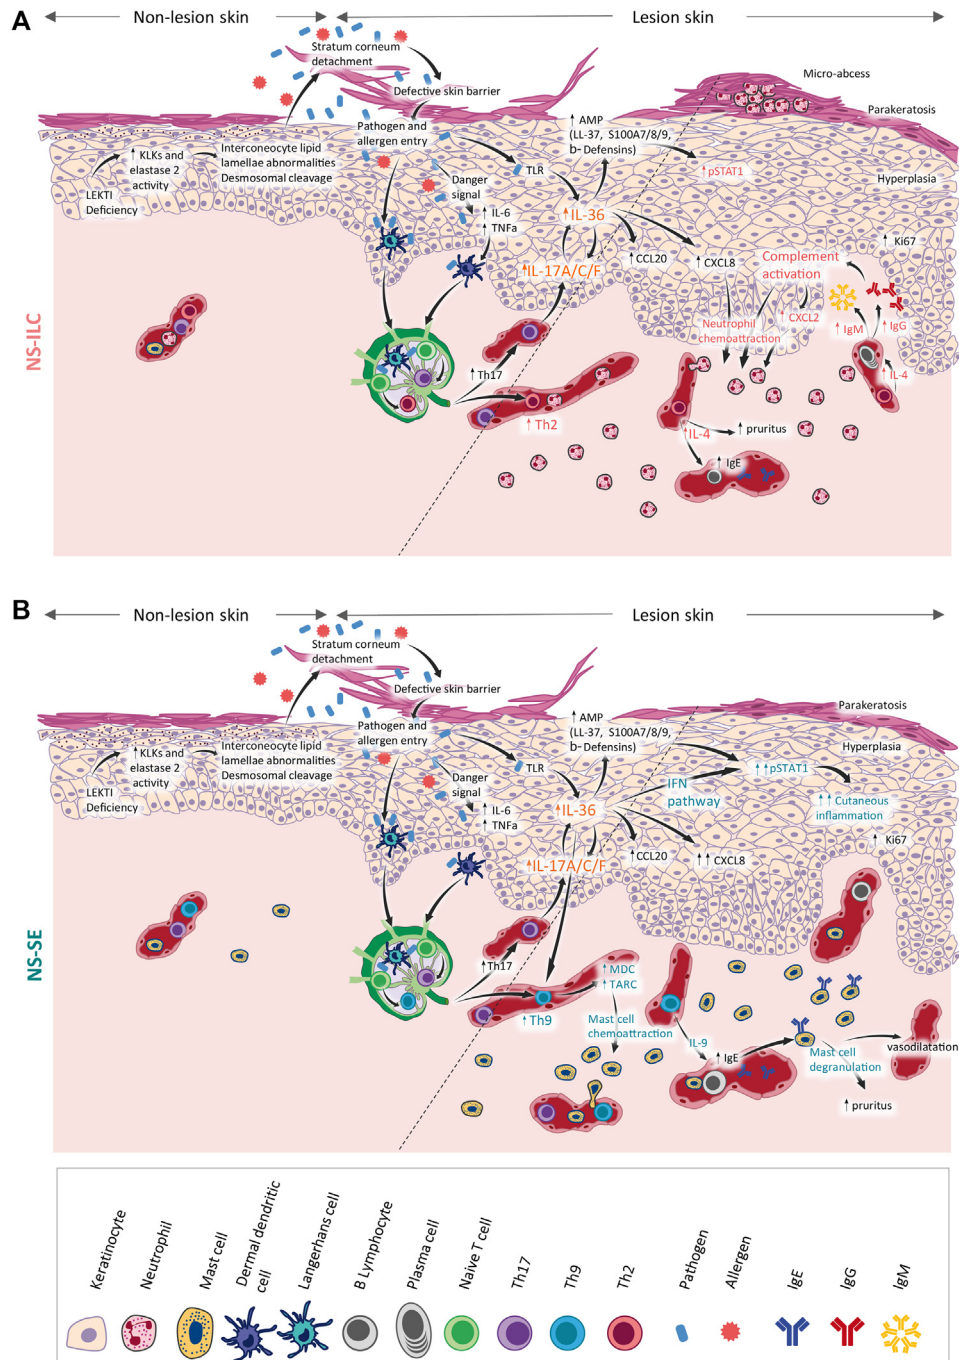 A
Non-lesion skin
Lesion skin
Stratum corneum
detachment
Defective skin barrier
Micro-abcess
Parakeratosis
Pathogen and
allergen entry
↑ AMP
(LL-37, S100A7/8/9,
b- Defensins)
↑ KLKs and
elastase 2
activity
Interconeocyte lipid
lamellae abnormalities
Desmosomal cleavage
LEKTI
Deficiency
Danger
signal
TLR
↑pSTAT1
Hyperplasia
↑ IL-6
↑ TNFa
↑IL-36
↑ Ki67
↑CCL20
↑ CXCL8
Complement
activation
↑IL-17A/C/F
↑ CXCL2
Neutrophil
chemoattraction
↑ IgM
↑ IgG
↑Th17
↑IL-4
↑ Th2
↑IL-4
↑ pruritus
↑ IgE
NS-ILC
B
Non-lesion skin
Lesion skin
Stratum corneum
detachment
Defective skin barrier
Parakeratosis
Pathogen and
allergen entry
↑ AMP
(LL-37, S100A7/8/9,
b- Defensins)
Hyperplasia
↑KLKs and
elastase 2
activity
Interconeocyte lipid
lamellae abnormalities
Desmosomal cleavage
LEKTI
Deficiency
Danger
signal
TLR
↑ ↑pSTAT1
IFN
pathway
↑ ↑ Cutaneous
inflammation
↑ IL-6
↑ TNFa
↑IL-36
↑ Ki67
↑CCL20
↑ ↑ CXCL8
↑IL-17A/C/F
↑Th17
↑ MDC
↑ TARC
↑Th9
Mast cell
chemoattraction
IL-9
↑ IgE
Mast cell
degranulation
vasodilatation
↑ pruritus
NS-SE
Keratinocyte
Neutrophil
Mast cell
Dermal dendritic
cell
Langerhans cell
B Lymphocyte
Plasma cell
Naive T cell
Th17
Th9
Th2
Pathogen
Allergen
IgE
IgG
IgM